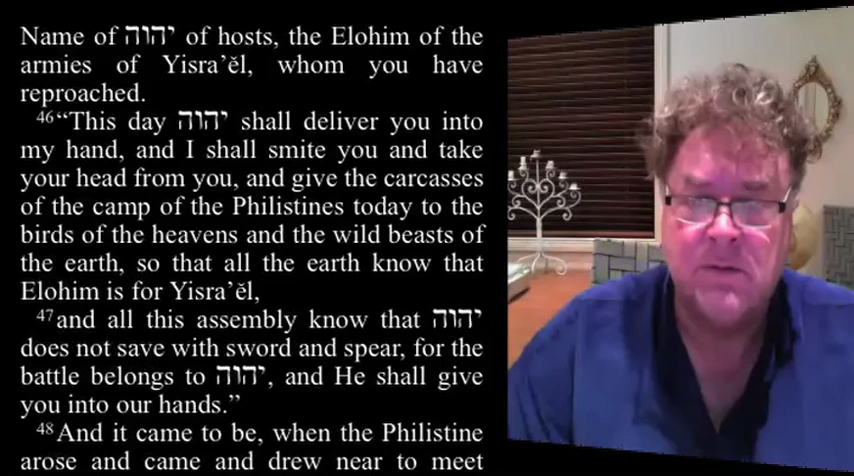 Name of יהוה of hosts, the Elohim of the
armies of Yisra’ěl, whom you have
reproached.
46“This day יהוה shall deliver you into
my hand, and I shall smite you and take
your head from you, and give the carcasses
of the camp of the Philistines today to the
birds of the heavens and the wild beasts of
the earth, so that all the earth know that
Elohim is for Yisra’ěl,
47and all this assembly know that יהוה
does not save with sword and spear, for the
battle belongs to יהוה, and He shall give
you into our hands.”
48And it came to be, when the Philistine
arose and came and drew near to meet